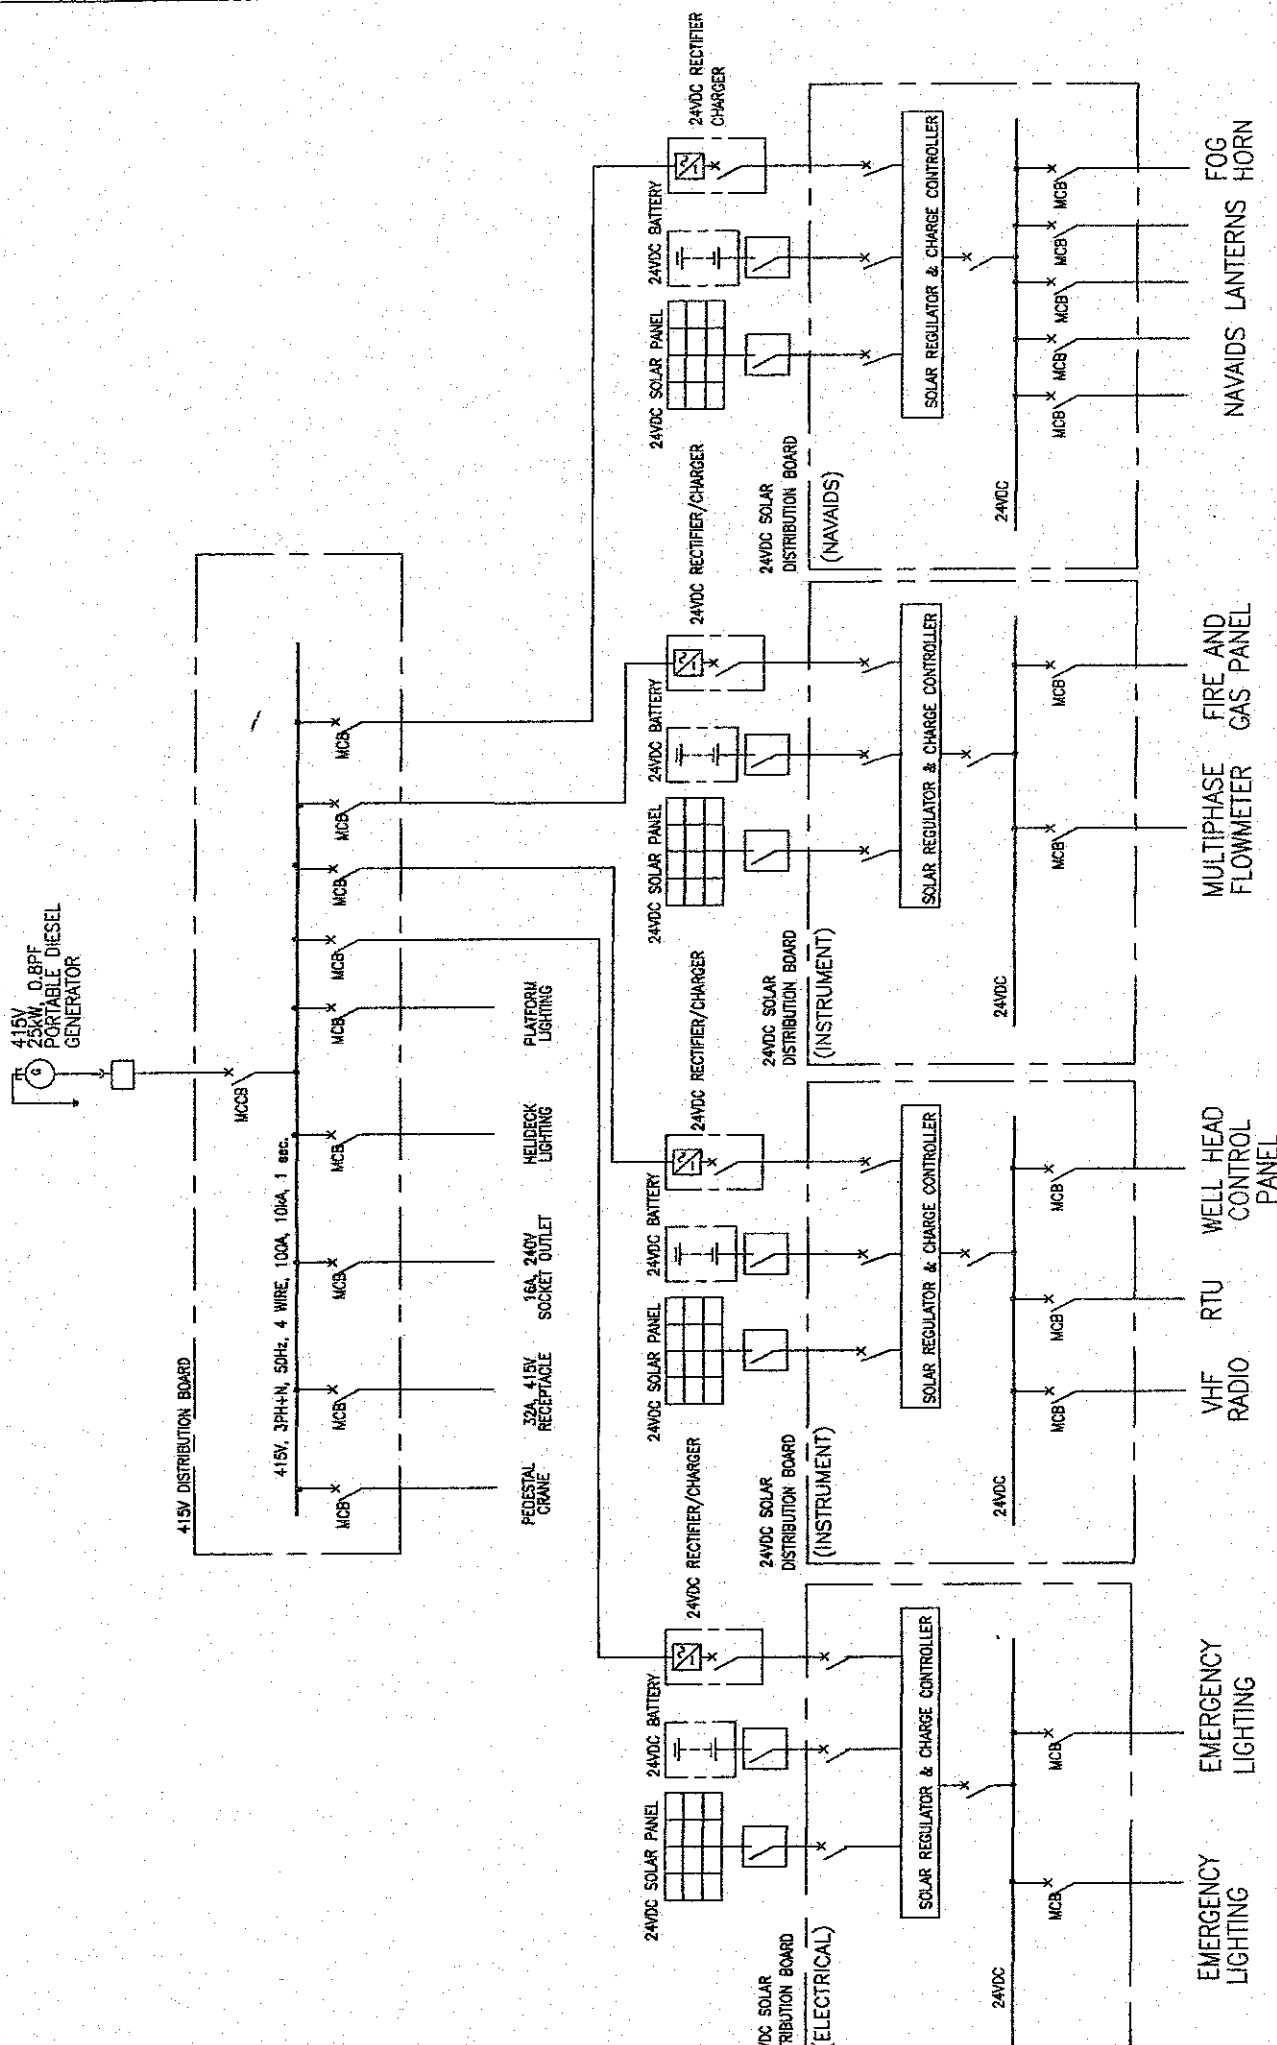 415V
25kW, 0.8PF
PORTABLE DIESEL
GENERATOR
G
MCCB
415V DISTRIBUTION BOARD
415V, 3PH+N, 50Hz, 4 WIRE, 100A, 10kA, 1 sec.
MCB
MCB
MCB
MCB
MCB
MCB
MCB
MCB
MCB
PEDESTAL
CRANE
32A, 415V
RECEPTACLE
16A, 240V
SOCKET OUTLET
HELIDECK
LIGHTING
PLATFORM
LIGHTING
24VDC SOLAR PANEL
24VDC BATTERY
24VDC RECTIFIER/CHARGER
VDC SOLAR
TRIBUTION BOARD
(ELECTRICAL)
SOLAR REGULATOR & CHARGE CONTROLLER
24VDC
MCB
MCB
EMERGENCY
LIGHTING
EMERGENCY
LIGHTING
24VDC SOLAR PANEL
24VDC BATTERY
24VDC RECTIFIER/CHARGER
24VDC SOLAR
DISTRIBUTION BOARD
(INSTRUMENT)
SOLAR REGULATOR & CHARGE CONTROLLER
24VDC
MCB
MCB
MCB
VHF
RADIO
RTU
WELL HEAD
CONTROL
PANEL
24VDC SOLAR PANEL
24VDC BATTERY
24VDC RECTIFIER/CHARGER
24VDC SOLAR
DISTRIBUTION BOARD
(INSTRUMENT)
SOLAR REGULATOR & CHARGE CONTROLLER
24VDC
MCB
MCB
MULTIPHASE
FLOWMETER
FIRE AND
GAS PANEL
24VDC SOLAR PANEL
24VDC BATTERY
24VDC RECTIFIER
CHARGER
24VDC SOLAR
DISTRIBUTION BOARD
(NAVAIDS)
SOLAR REGULATOR & CHARGE CONTROLLER
24VDC
MCB
MCB
MCB
MCB
MCB
NAVAIDS LANTERNS
FOG
HORN